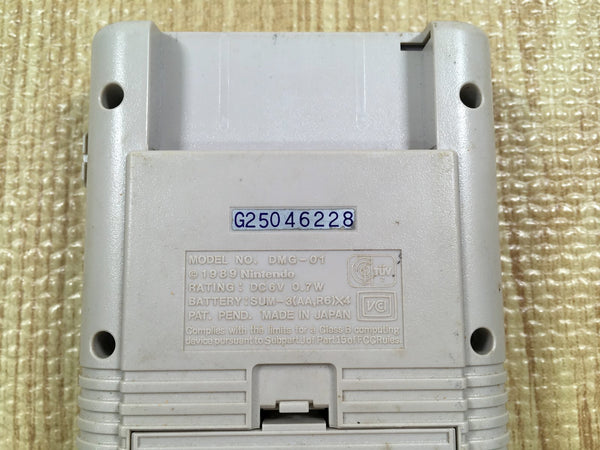 G25046228
MODEL NO. DMG-01
© 1989 Nintendo
RATING: DC6V 0.7W
BATTERY: SUM-3(AA,R6)X4
PAT. PEND. MADE IN JAPAN
TÜV
VC
Complies with the limits for a Class B computing
device pursuant to Subpart J of Part 15 of FCC Rules